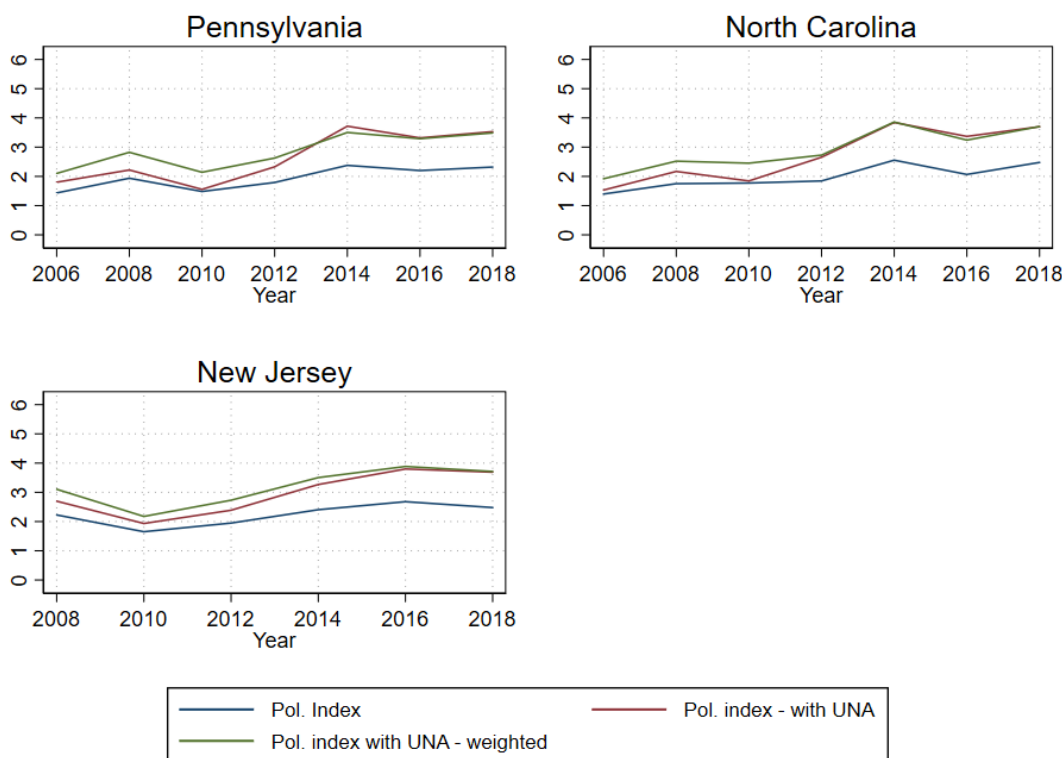 Pennsylvania
6
5
4
3
2
1
0
2006 2008 2010 2012 2014 2016 2018
Year
North Carolina
6
5
4
3
2
1
0
2006 2008 2010 2012 2014 2016 2018
Year
New Jersey
6
5
4
3
2
1
0
2008 2010 2012 2014 2016 2018
Year
Pol. Index
Pol. index - with UNA
Pol. index with UNA - weighted